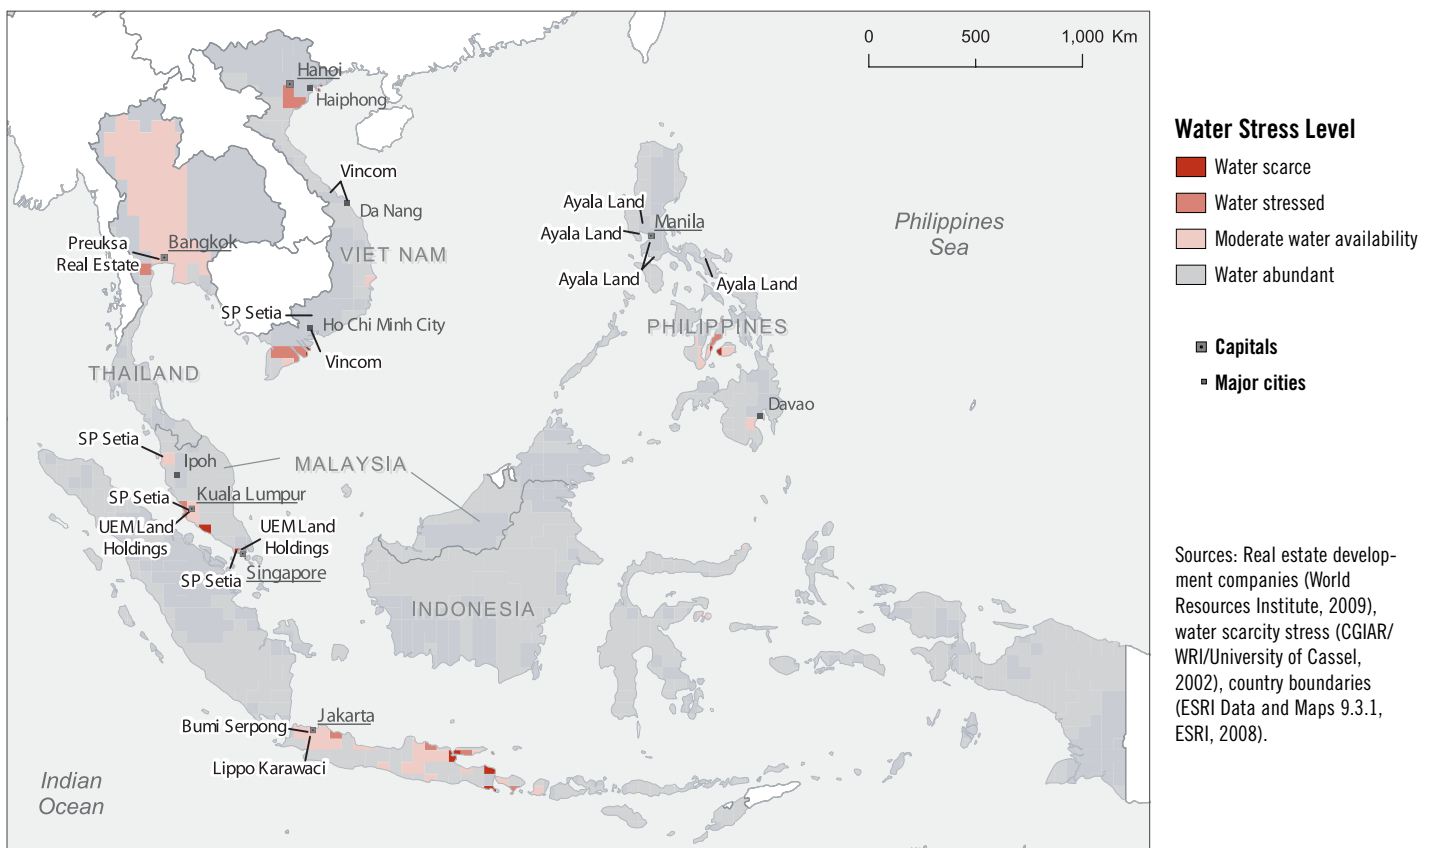 0 500 1,000 Km
Hanoi
Haiphong
Vincom
Da Nang
VIET NAM
Preuksa
Real Estate
Bangkok
SP Setia
Ho Chi Minh City
Vincom
THAILAND
Ayala Land
Manila
Ayala Land
Ayala Land
Ayala Land
Philippines
Sea
PHILIPPINES
Davao
SP Setia
Ipoh
MALAYSIA
SP Setia
Kuala Lumpur
UEM Land
Holdings
UEM Land
Holdings
SP Setia
Singapore
INDONESIA
Bumi Serpong
Jakarta
Lippo Karawaci
Indian
Ocean
Water Stress Level
Water scarce
Water stressed
Moderate water availability
Water abundant
Capitals
Major cities
Sources: Real estate develop-
ment companies (World
Resources Institute, 2009),
water scarcity stress (CGIAR/
WRI/University of Cassel,
2002), country boundaries
(ESRI Data and Maps 9.3.1,
ESRI, 2008).